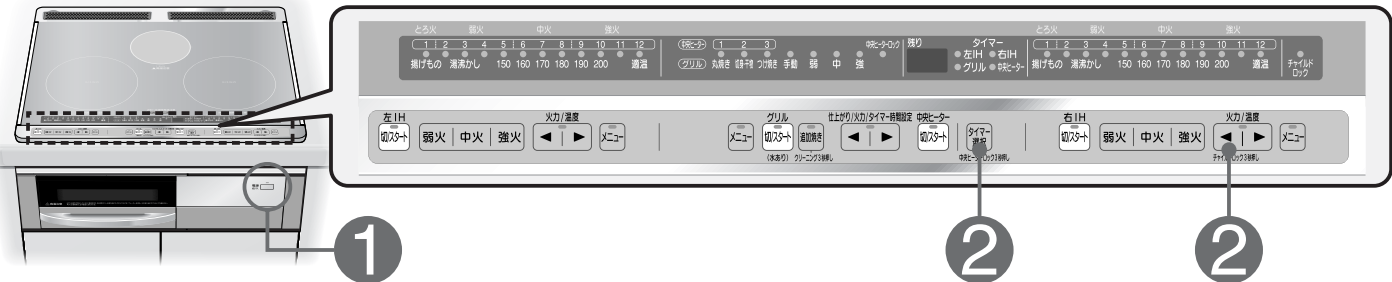 とろ火 弱火 中火 強火
1 2 3 4 5 6 7 8 9 10 11 12
揚げもの 湯沸かし 150 160 170 180 190 200 適温
中央ヒーター 1 2 3 中央ヒーターロック
グリル 丸焼き 姿身・干物 つけ焼き 手動 弱 中 強
残り タイマー
左IH 右IH
グリル 中央ヒーター
とろ火 弱火 中火 強火
1 2 3 4 5 6 7 8 9 10 11 12
揚げもの 湯沸かし 150 160 170 180 190 200 適温
チャイルド
ロック
左IH 火力/温度
切/スタート 弱火 中火 強火 ◀ ▶ メニュー
グリル 仕上がり/火力/タイマー時間設定 中央ヒーター
メニュー 切/スタート 追加焼き ◀ ▶ 切/スタート タイマー
選択
(水あり) クリーニング3秒押し 中央ヒーターロック3秒押し
右IH 火力/温度
切/スタート 弱火 中火 強火 ◀ ▶ メニュー
チャイルドロック3秒押し
1
2
2